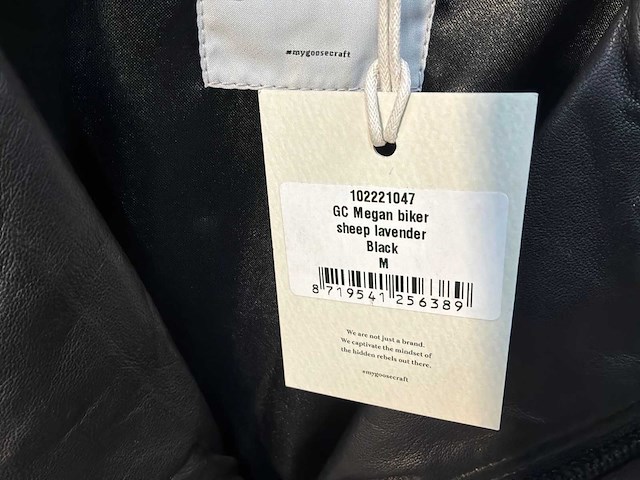 #mygoosecraft
102221047
GC Megan biker
sheep lavender
Black
M
8 719541 256389
We are not just a brand.
We captivate the mindset of
the hidden rebels out there.
#mygoosecraft